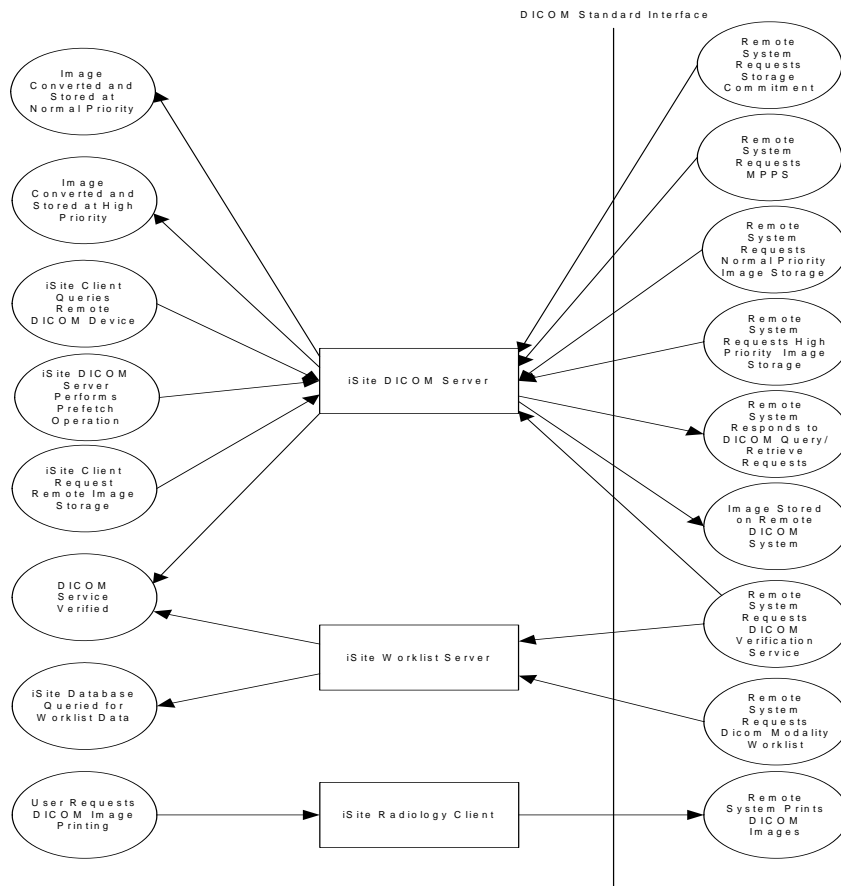 DICOM Standard Interface
Image
Converted and
Stored at
Normal Priority
Image
Converted and
Stored at High
Priority
iSite Client
Queries
Remote
DICOM Device
iSite DICOM
Server
Performs
Prefetch
Operation
iSite Client
Request
Remote Image
Storage
DICOM
Service
Verified
iSite Database
Queried for
Worklist Data
User Requests
DICOM Image
Printing
iSite DICOM Server
iSite Worklist Server
iSite Radiology Client
Remote
System
Requests
Storage
Commitment
Remote
System
Requests
MPPS
Remote
System
Requests
Normal Priority
Image Storage
Remote
System
Requests High
Priority Image
Storage
Remote
System
Responds to
DICOM Query/
Retrieve
Requests
Image Stored
on Remote
DICOM
System
Remote
System
Requests
DICOM
Verification
Service
Remote
System
Requests
Dicom Modality
Worklist
Remote
System Prints
DICOM
Images